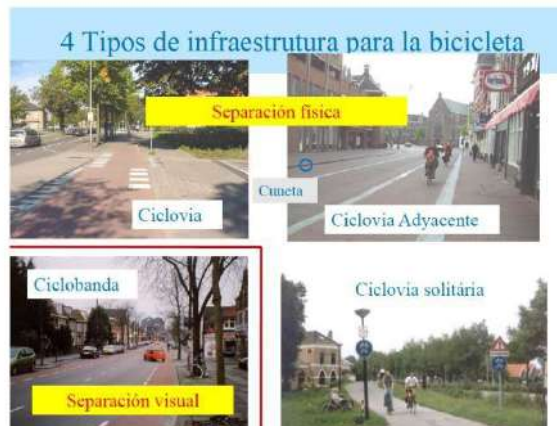 4 Tipos de infraestrutura para la bicicleta
Separación física
Cuneta
Ciclovia
Ciclovia Adyacente
Ciclobanda
Ciclovia solitária
Separación visual